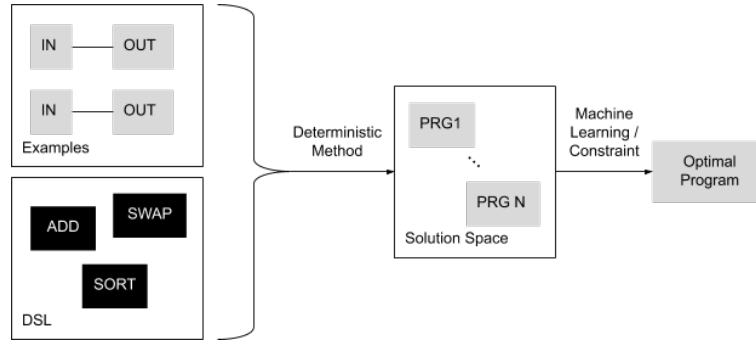 IN OUT
IN OUT
Examples
ADD
SWAP
SORT
DSL
Deterministic
Method
PRG1
PRG N
Solution Space
Machine
Learning /
Constraint
Optimal
Program